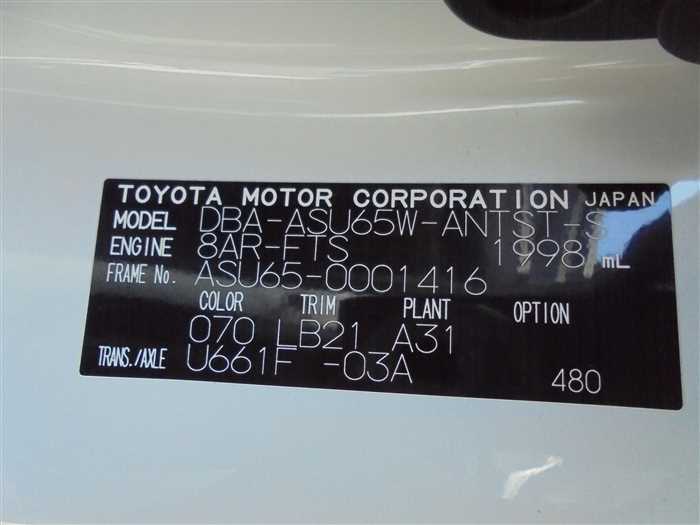 TOYOTA MOTOR CORPORATION JAPAN
MODEL DBA-ASU65W-ANTST-S
ENGINE 8AR-FTS 1998 mL
FRAME No. ASU65-0001416
COLOR TRIM PLANT OPTION
070 LB21 A31
TRANS./AXLE U661F -03A
480